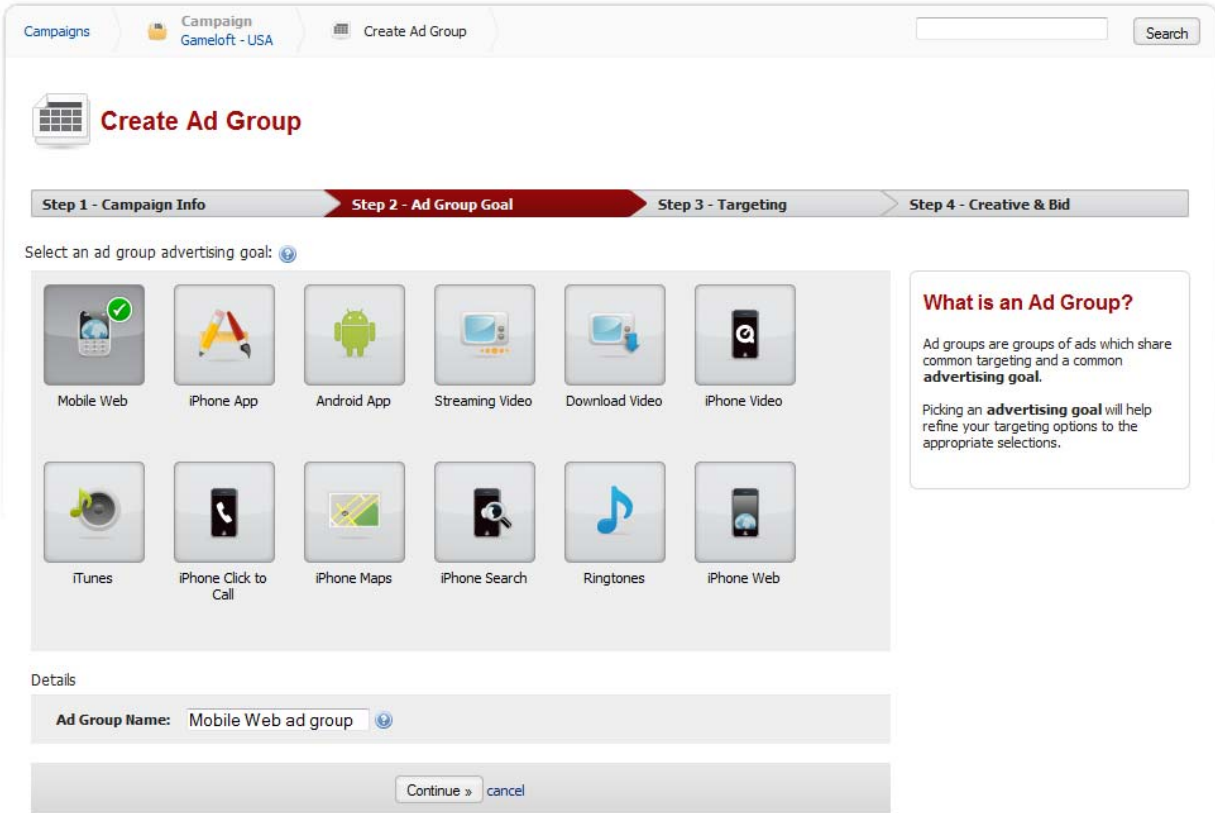 Campaigns
Campaign
Gameloft - USA
Create Ad Group
Search
Create Ad Group
Step 1 - Campaign Info
Step 2 - Ad Group Goal
Step 3 - Targeting
Step 4 - Creative & Bid
Select an ad group advertising goal: ?
Mobile Web
iPhone App
Android App
Streaming Video
Download Video
iPhone Video
iTunes
iPhone Click to
Call
iPhone Maps
iPhone Search
Ringtones
iPhone Web
What is an Ad Group?
Ad groups are groups of ads which share
common targeting and a common
advertising goal.
Picking an advertising goal will help
refine your targeting options to the
appropriate selections.
Details
Ad Group Name: Mobile Web ad group ?
Continue » cancel